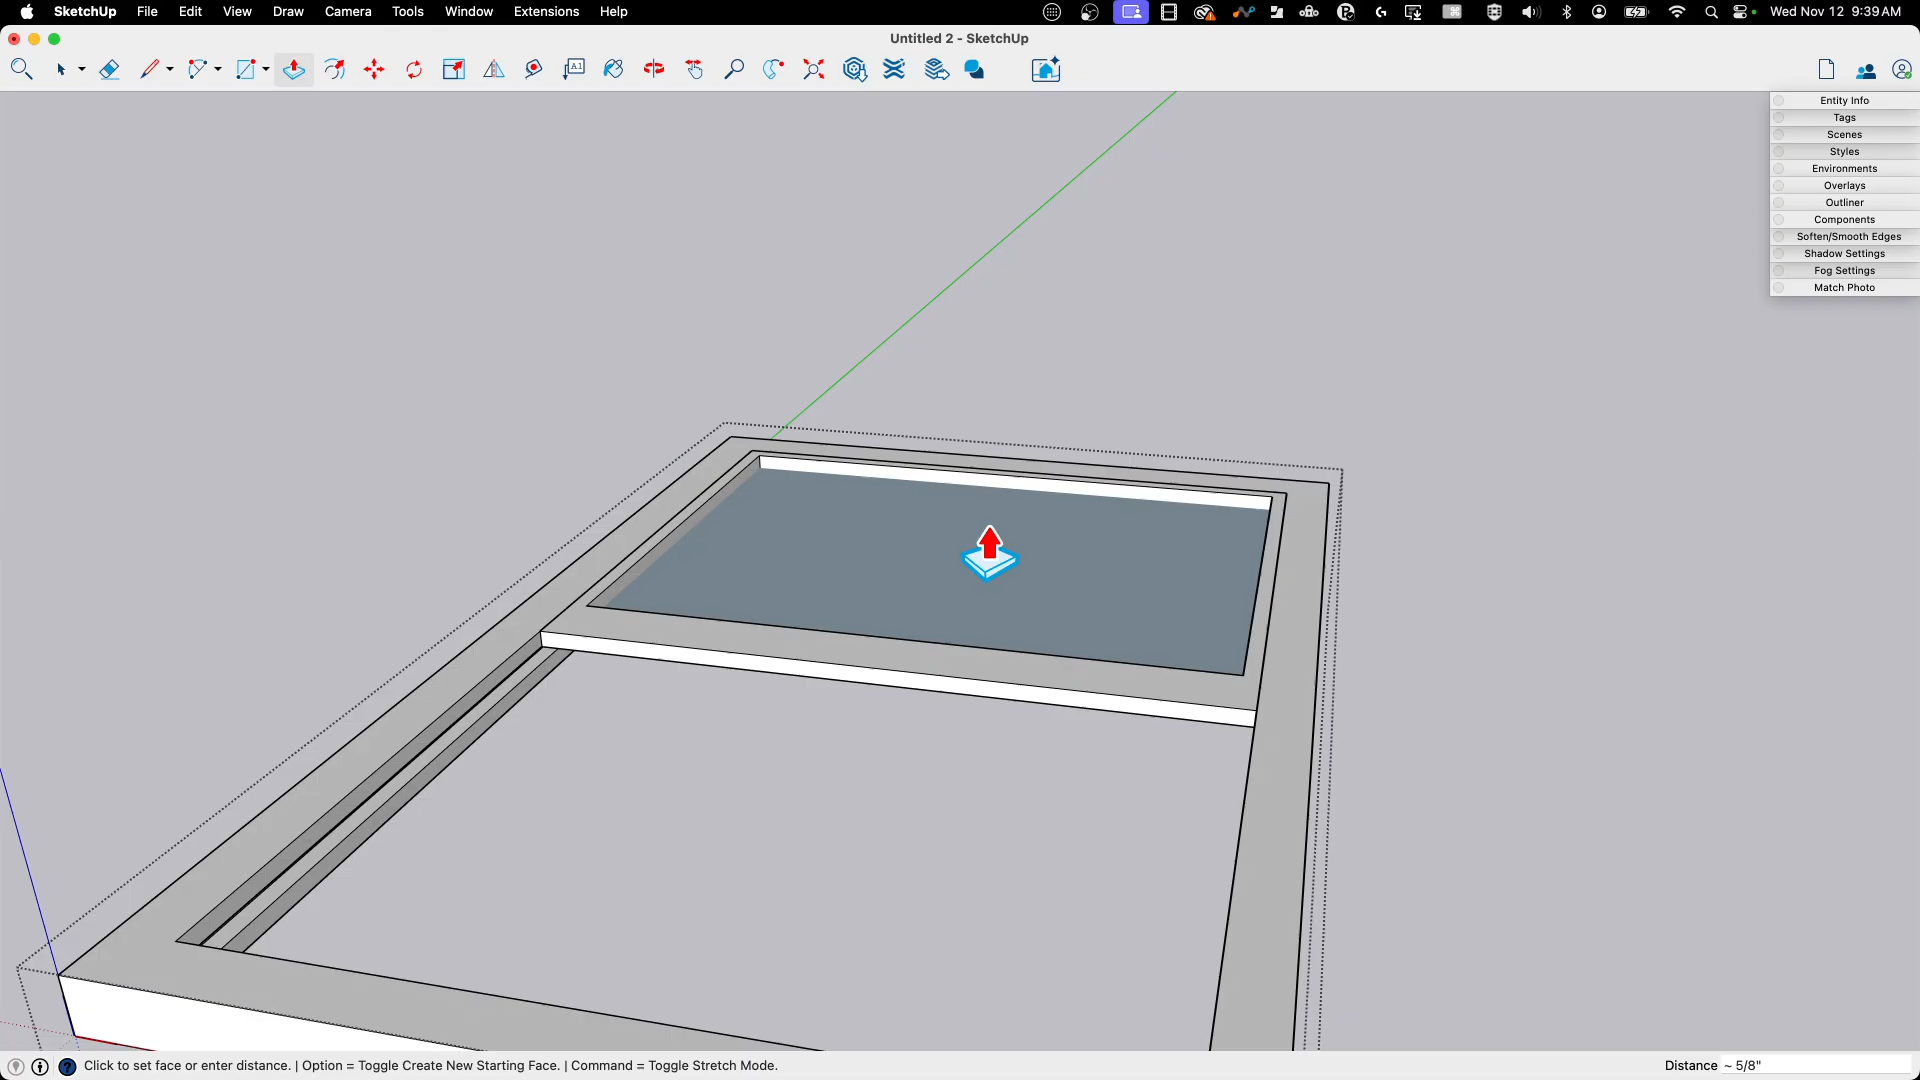 SketchUp File Edit View Draw Camera Tools Window Extensions Help Wed Nov 12 9:39 AM
Untitled 2 - SketchUp
A1
Entity Info
Tags
Scenes
Styles
Environments
Overlays
Outliner
Components
Soften/Smooth Edges
Shadow Settings
Fog Settings
Match Photo
Click to set face or enter distance. | Option = Toggle Create New Starting Face. | Command = Toggle Stretch Mode. Distance ~ 5/8"